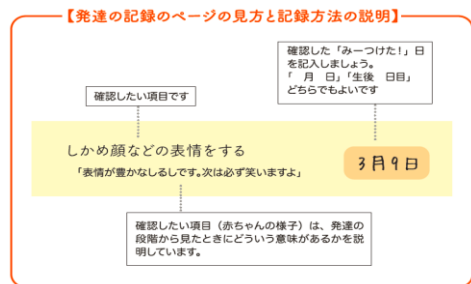 【発達の記録のページの見方と記録方法の説明】
確認した「みーつけた!」日
を記入しましょう。
「　月　日」「生後　日目」
どちらでもよいです
確認したい項目です
しかめ顔などの表情をする
「表情が豊かなしるしです。次は必ず笑いますよ」
3月9日
確認したい項目（赤ちゃんの様子）は、発達の
段階から見たときにどういう意味があるかを説
明しています。